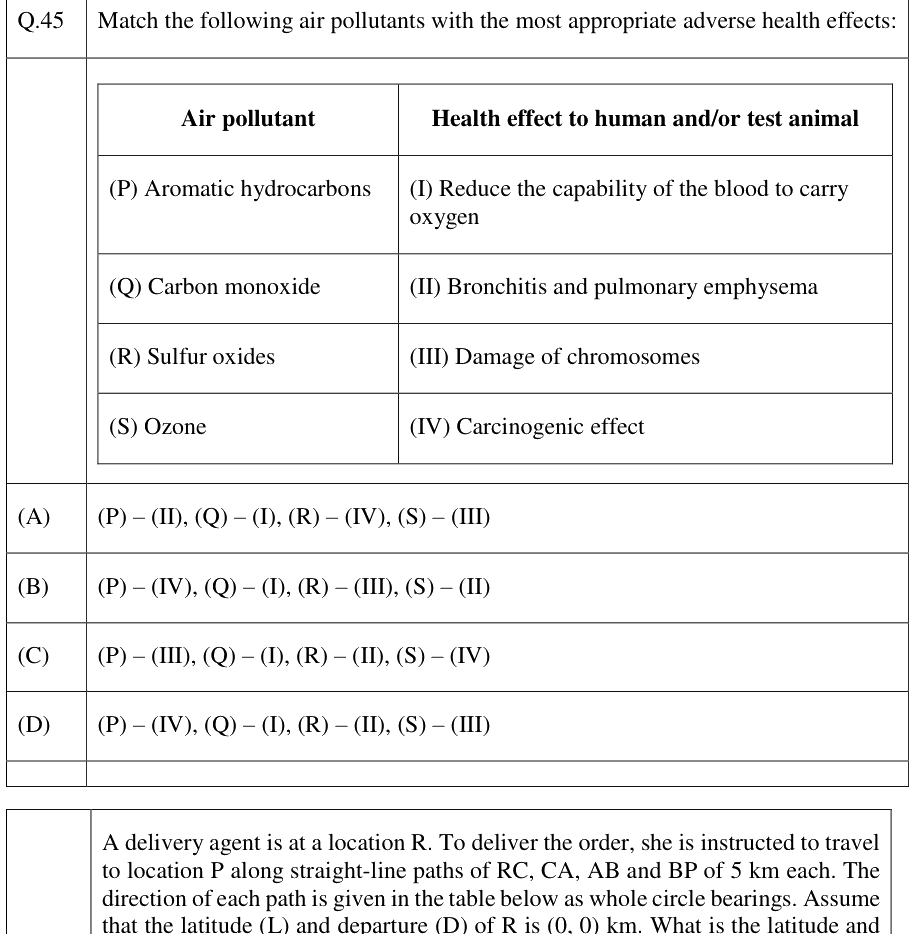 Q.45 Match the following air pollutants with the most appropriate adverse health effects:
Air pollutant Health effect to human and/or test animal
(P) Aromatic hydrocarbons (I) Reduce the capability of the blood to carry
oxygen
(Q) Carbon monoxide (II) Bronchitis and pulmonary emphysema
(R) Sulfur oxides (III) Damage of chromosomes
(S) Ozone (IV) Carcinogenic effect
(A) (P) – (II), (Q) – (I), (R) – (IV), (S) – (III)
(B) (P) – (IV), (Q) – (I), (R) – (III), (S) – (II)
(C) (P) – (III), (Q) – (I), (R) – (II), (S) – (IV)
(D) (P) – (IV), (Q) – (I), (R) – (II), (S) – (III)
A delivery agent is at a location R. To deliver the order, she is instructed to travel
to location P along straight-line paths of RC, CA, AB and BP of 5 km each. The
direction of each path is given in the table below as whole circle bearings. Assume
that the latitude (L) and departure (D) of R is (0, 0) km. What is the latitude and